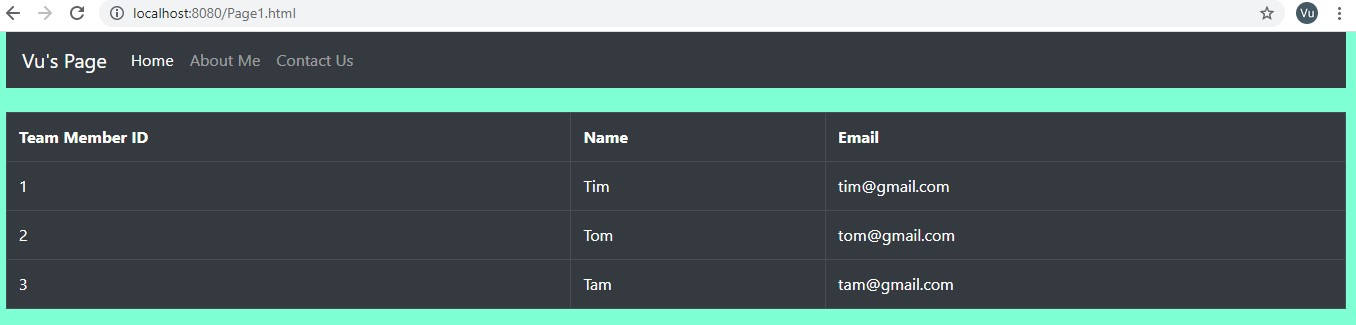 localhost:8080/Page1.html
Vu
Vu's Page Home About Me Contact Us
Team Member ID Name Email
1 Tim tim@gmail.com
2 Tom tom@gmail.com
3 Tam tam@gmail.com